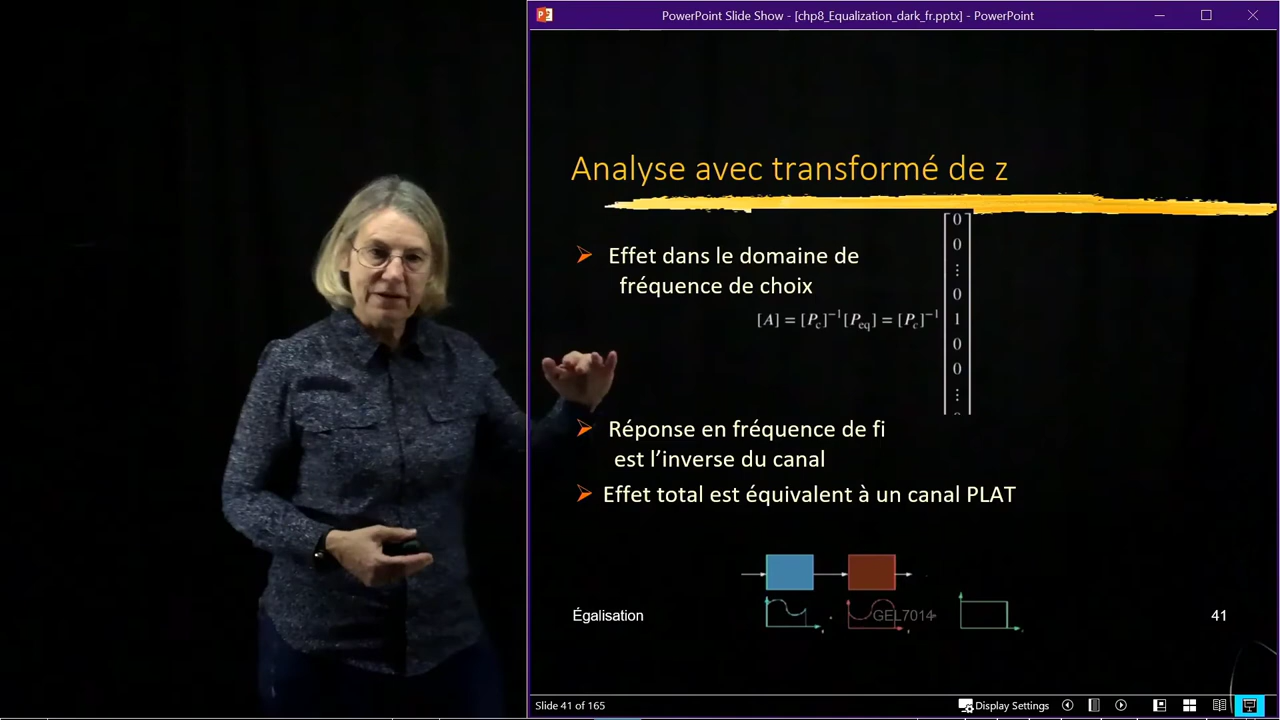 PowerPoint Slide Show - [chp8_Equalization_dark_fr.pptx] - PowerPoint
Analyse avec transformé de z
Effet dans le domaine de
fréquence de choix
[A] = [P_c]^{-1}[P_eq] = [P_c]^{-1}
0
0
⋮
0
1
0
0
⋮
Réponse en fréquence de fi
est l’inverse du canal
Effet total est équivalent à un canal PLAT
Égalisation
GEL7014
41
Slide 41 of 165
Display Settings